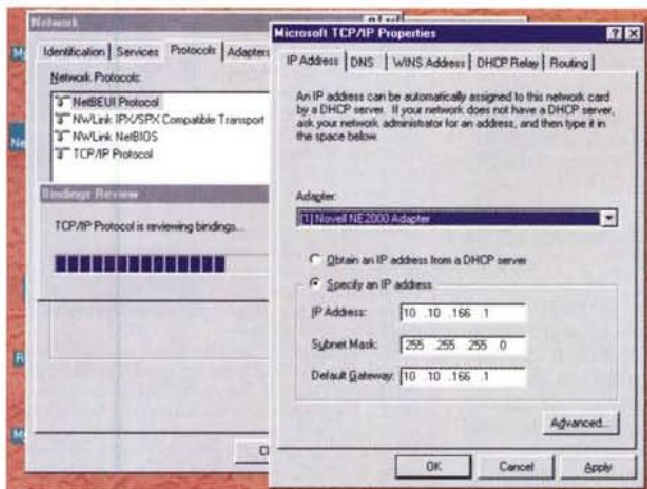 Network
Identification Services Protocols Adapters
Network Protocols:
NetBEUI Protocol
NWLink IPX/SPX Compatible Transport
NWLink NetBIOS
TCP/IP Protocol
Bindings Review
TCP/IP Protocol is reviewing bindings...
Microsoft TCP/IP Properties
IP Address DNS WINS Address DHCP Relay Routing
An IP address can be automatically assigned to this network card
by a DHCP server. If your network does not have a DHCP server,
ask your network administrator for an address, and then type it in
the space below.
Adapter:
[1] Novell NE2000 Adapter
Obtain an IP address from a DHCP server
Specify an IP address
IP Address: 10 .10 .166 .1
Subnet Mask: 255 .255 .255 .0
Default Gateway: 10 .10 .166 .1
Advanced...
OK Cancel Apply